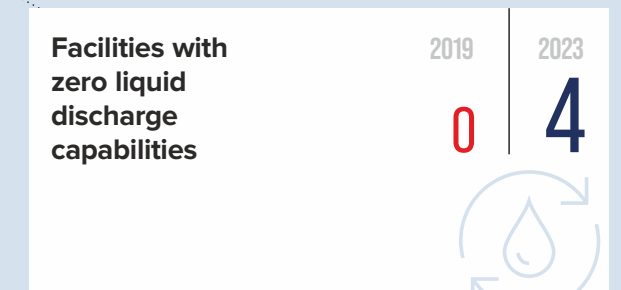 Facilities with
zero liquid
discharge
capabilities
2019
2023
0
4